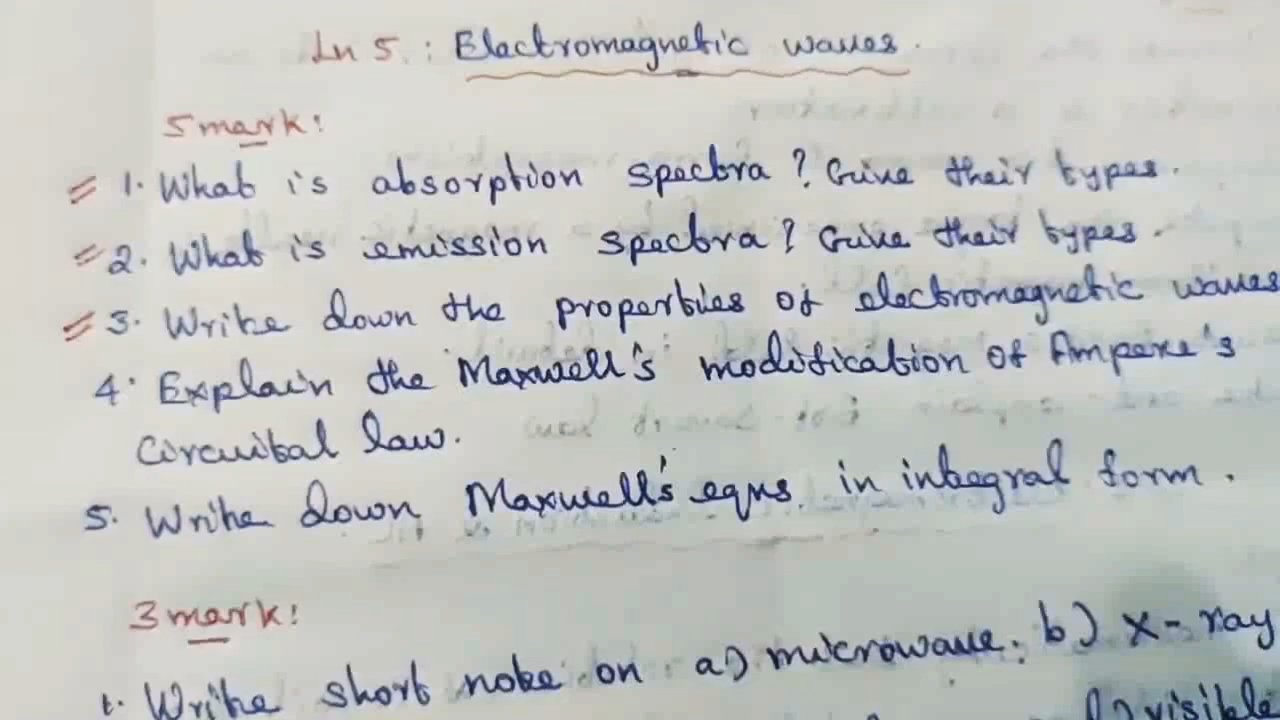 Ln 5. : Electromagnetic waves.
5 mark:
1. What is absorption spectra? Give their types.
2. What is emission spectra? Give their types.
3. Write down the properties of electromagnetic waves
4. Explain the Maxwell's modification of Ampere's
circuital law.
5. Write down Maxwell's eqns. in integral form.
3 mark:
1. Write short note on a) microwave. b) X-ray
visible